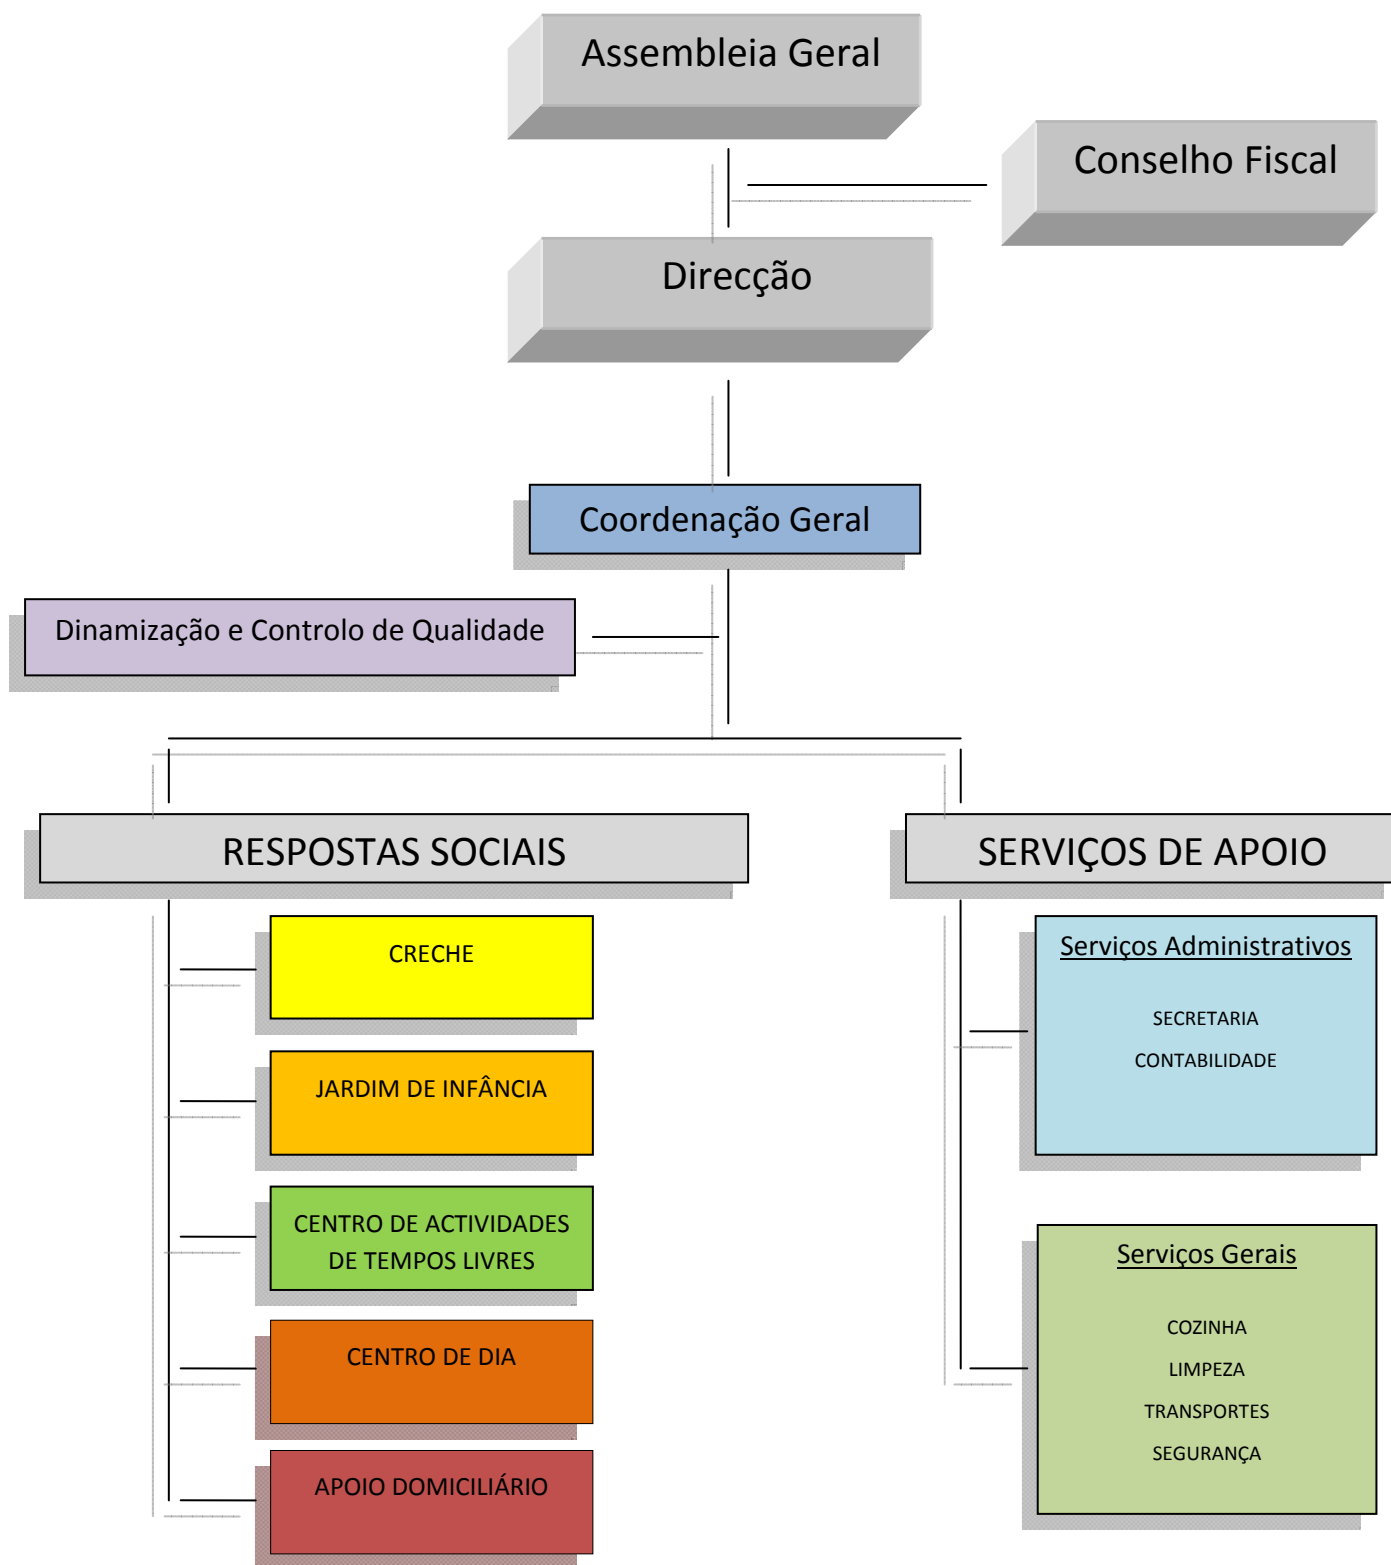 Assembleia Geral
Conselho Fiscal
Direcção
Coordenação Geral
Dinamização e Controlo de Qualidade
RESPOSTAS SOCIAIS
CRECHE
JARDIM DE INFÂNCIA
CENTRO DE ACTIVIDADES
DE TEMPOS LIVRES
CENTRO DE DIA
APOIO DOMICILIÁRIO
SERVIÇOS DE APOIO
Serviços Administrativos
SECRETARIA
CONTABILIDADE
Serviços Gerais
COZINHA
LIMPEZA
TRANSPORTES
SEGURANÇA